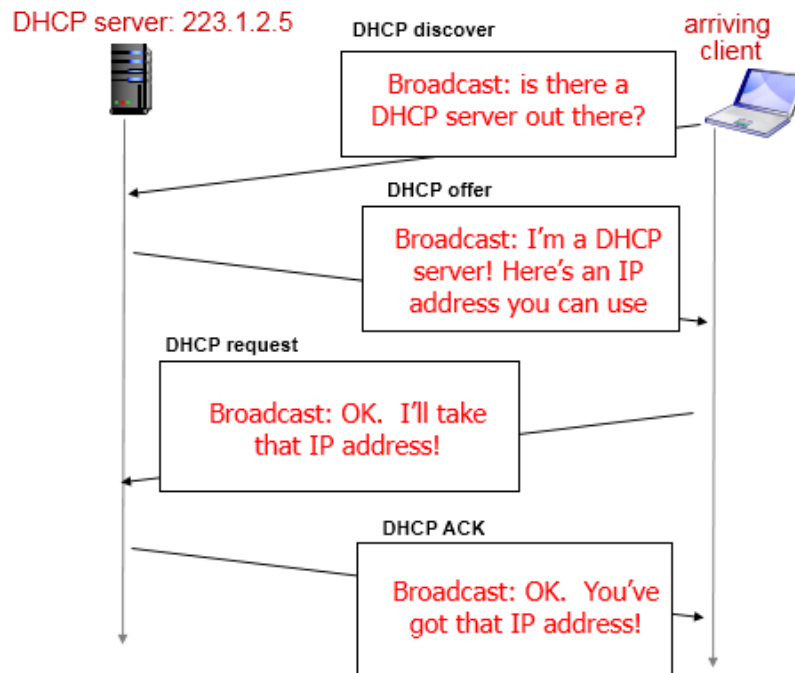 DHCP server: 223.1.2.5
DHCP discover
arriving
client
Broadcast: is there a
DHCP server out there?
DHCP offer
Broadcast: I'm a DHCP
server! Here's an IP
address you can use
DHCP request
Broadcast: OK. I'll take
that IP address!
DHCP ACK
Broadcast: OK. You've
got that IP address!